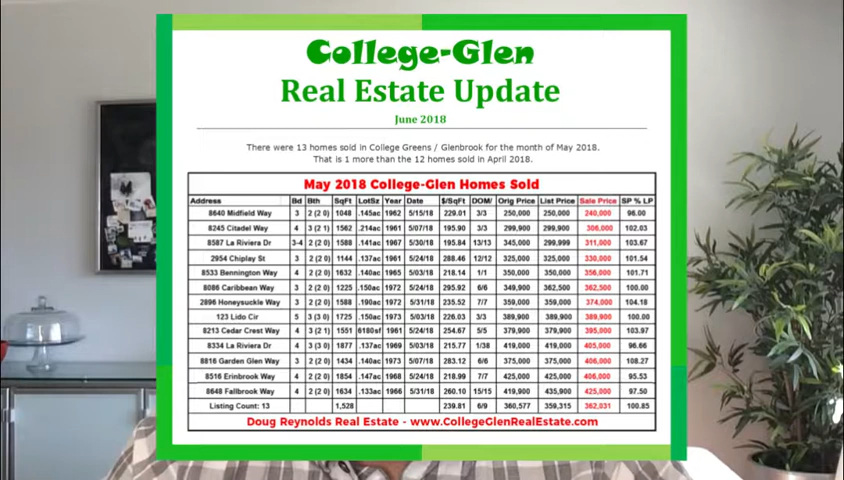 College-Glen
Real Estate Update
June 2018
There were 13 homes sold in College Greens / Glenbrook for the month of May 2018.
That is 1 more than the 12 homes sold in April 2018.
May 2018 College-Glen Homes Sold
Address Bd Bth SqFt LotSz Year Date $/SqFt DOM/ Orig Price List Price Sale Price SP % LP
8640 Midfield Way 3 2 (2 0) 1048 .145ac 1962 5/15/18 229.01 3/3 250,000 250,000 240,000 96.00
8245 Citadel Way 4 3 (2 1) 1562 .214ac 1961 5/07/18 195.90 3/3 299,900 299,900 306,000 102.03
8587 La Riviera Dr 3-4 2 (2 0) 1588 .141ac 1967 5/30/18 195.84 13/13 345,000 299,999 311,000 103.67
2954 Chiplay St 3 2 (2 0) 1144 .137ac 1961 5/24/18 288.46 12/12 325,000 325,000 330,000 101.54
8533 Bennington Way 4 2 (2 0) 1632 .140ac 1965 5/03/18 218.14 1/1 350,000 350,000 356,000 101.71
8086 Caribbean Way 3 2 (2 0) 1225 .150ac 1972 5/24/18 295.92 6/6 349,900 362,500 362,500 100.00
2896 Honeysuckle Way 3 2 (2 0) 1588 .190ac 1972 5/31/18 235.52 7/7 359,000 359,000 374,000 104.18
123 Lido Cir 5 3 (3 0) 1725 .150ac 1973 5/03/18 226.03 3/3 389,900 389,900 389,900 100.00
8213 Cedar Crest Way 4 3 (2 1) 1551 6180sf 1961 5/24/18 254.67 5/5 379,900 379,900 395,000 103.97
8334 La Riviera Dr 4 3 (3 0) 1877 .137ac 1969 5/03/18 215.77 1/38 419,000 419,000 405,000 96.66
8816 Garden Glen Way 3 2 (2 0) 1434 .140ac 1973 5/07/18 283.12 6/6 375,000 375,000 406,000 108.27
8516 Erinbrook Way 4 2 (2 0) 1854 .147ac 1968 5/24/18 218.99 7/7 425,000 425,000 406,000 95.53
8648 Fallbrook Way 4 2 (2 0) 1634 .133ac 1966 5/31/18 260.10 15/15 419,900 435,900 425,000 97.50
Listing Count: 13 1,528 239.81 6/9 360,577 359,315 362,031 100.85
Doug Reynolds Real Estate - www.CollegeGlenRealEstate.com